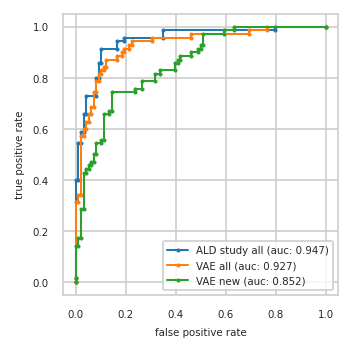 1.0
0.8
0.6
0.4
0.2
0.0
true positive rate
ALD study all (auc: 0.947)
VAE all (auc: 0.927)
VAE new (auc: 0.852)
0.0 0.2 0.4 0.6 0.8 1.0
false positive rate